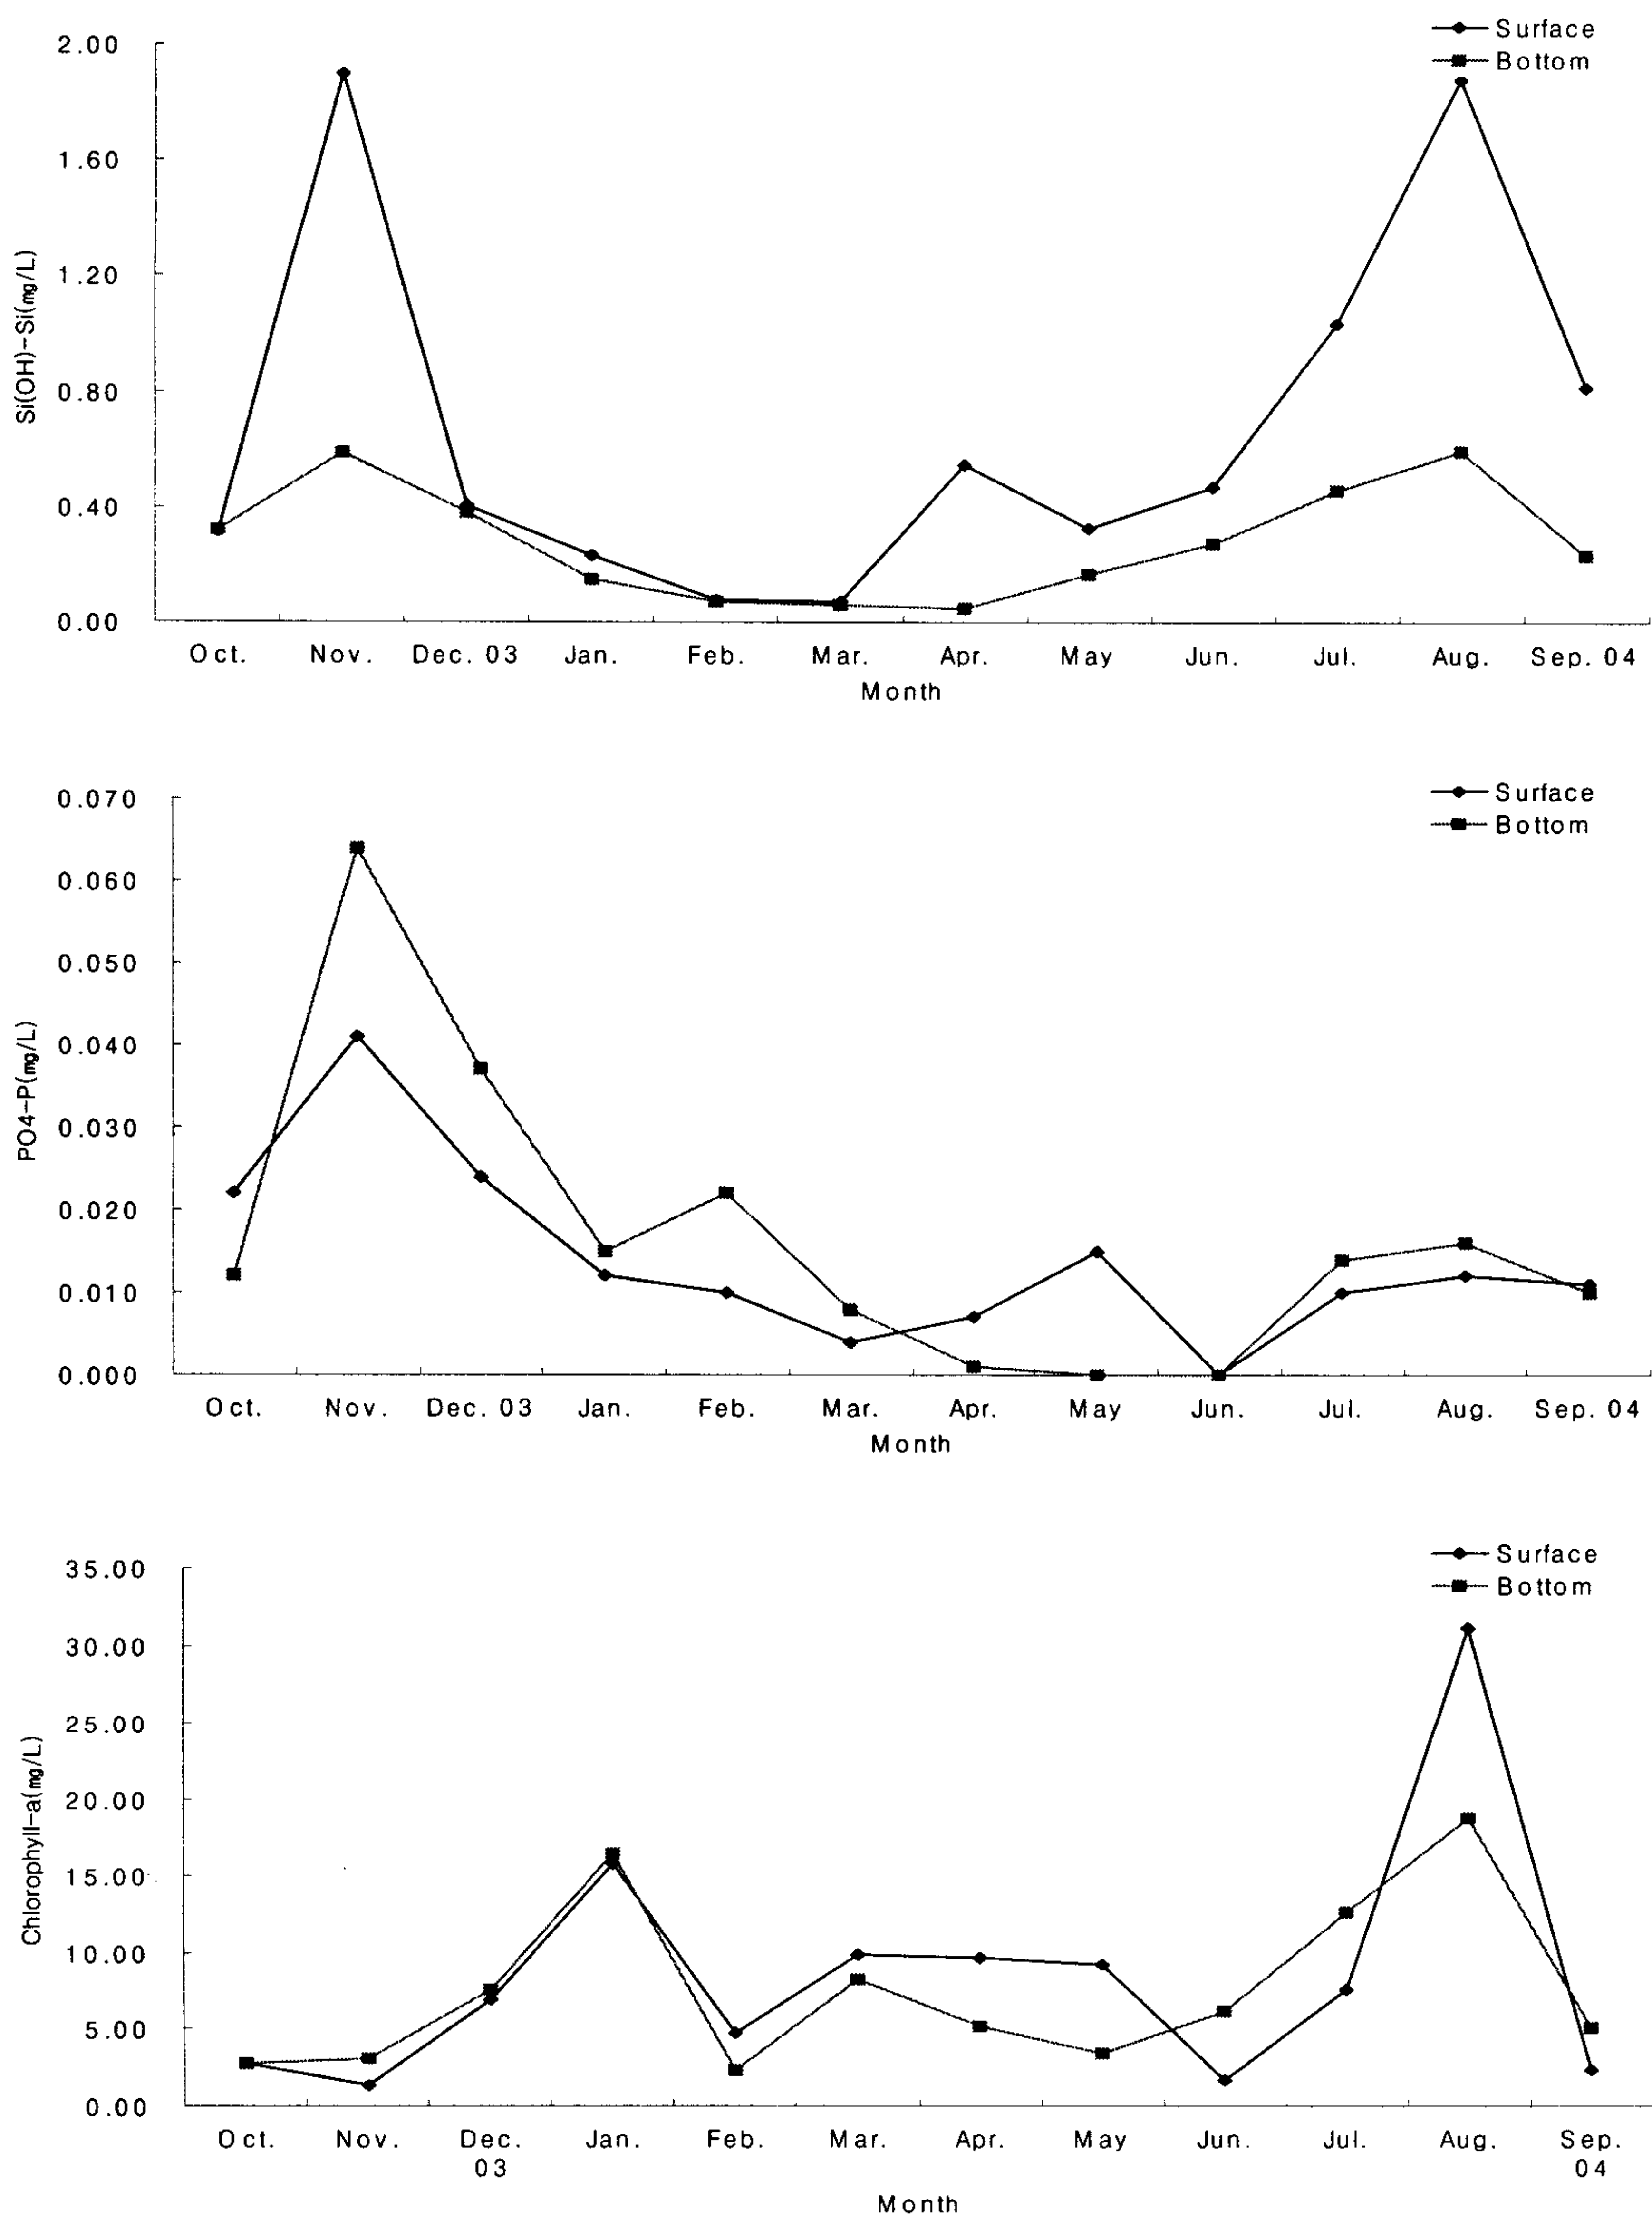 Surface
Bottom
2.00
1.60
1.20
0.80
0.40
0.00
Si(OH)-Si(mg/L)
Oct. Nov. Dec. 03 Jan. Feb. Mar. Apr. May Jun. Jul. Aug. Sep. 04
Month
Surface
Bottom
0.070
0.060
0.050
0.040
0.030
0.020
0.010
0.000
PO4-P(mg/L)
Oct. Nov. Dec. 03 Jan. Feb. Mar. Apr. May Jun. Jul. Aug. Sep. 04
Month
Surface
Bottom
35.00
30.00
25.00
20.00
15.00
10.00
5.00
0.00
Chlorophyll-a(mg/L)
Oct. Nov. Dec. Jan. Feb. Mar. Apr. May Jun. Jul. Aug. Sep.
03 04
Month